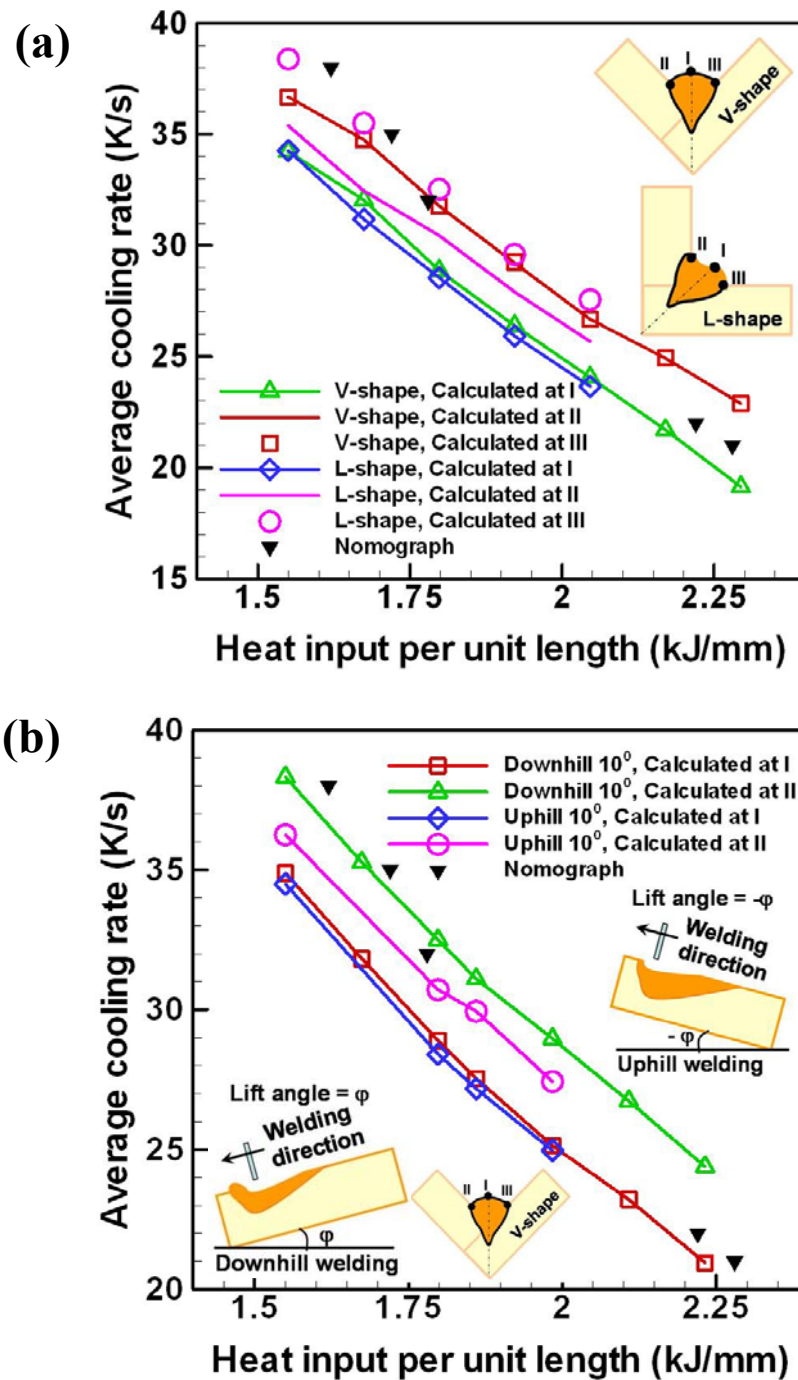 (a)
40
35
30
25
20
15
Average cooling rate (K/s)
I
II
III
V-shape
II
I
III
L-shape
V-shape, Calculated at I
V-shape, Calculated at II
V-shape, Calculated at III
L-shape, Calculated at I
L-shape, Calculated at II
L-shape, Calculated at III
Nomograph
1.5
1.75
2
2.25
Heat input per unit length (kJ/mm)
(b)
40
35
30
25
20
Average cooling rate (K/s)
Downhill 10⁰, Calculated at I
Downhill 10⁰, Calculated at II
Uphill 10⁰, Calculated at I
Uphill 10⁰, Calculated at II
Nomograph
Lift angle = -φ
Welding
direction
- φ
Uphill welding
Lift angle = φ
Welding
direction
φ
Downhill welding
I
II
III
V-shape
1.5
1.75
2
2.25
Heat input per unit length (kJ/mm)